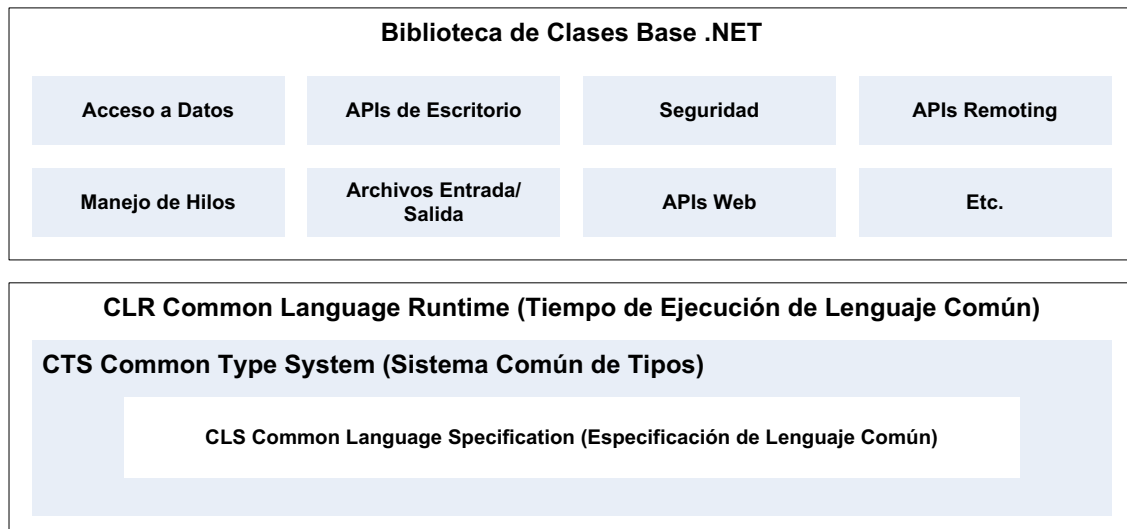 Biblioteca de Clases Base .NET
Acceso a Datos
APIs de Escritorio
Seguridad
APIs Remoting
Manejo de Hilos
Archivos Entrada/
Salida
APIs Web
Etc.
CLR Common Language Runtime (Tiempo de Ejecución de Lenguaje Común)
CTS Common Type System (Sistema Común de Tipos)
CLS Common Language Specification (Especificación de Lenguaje Común)